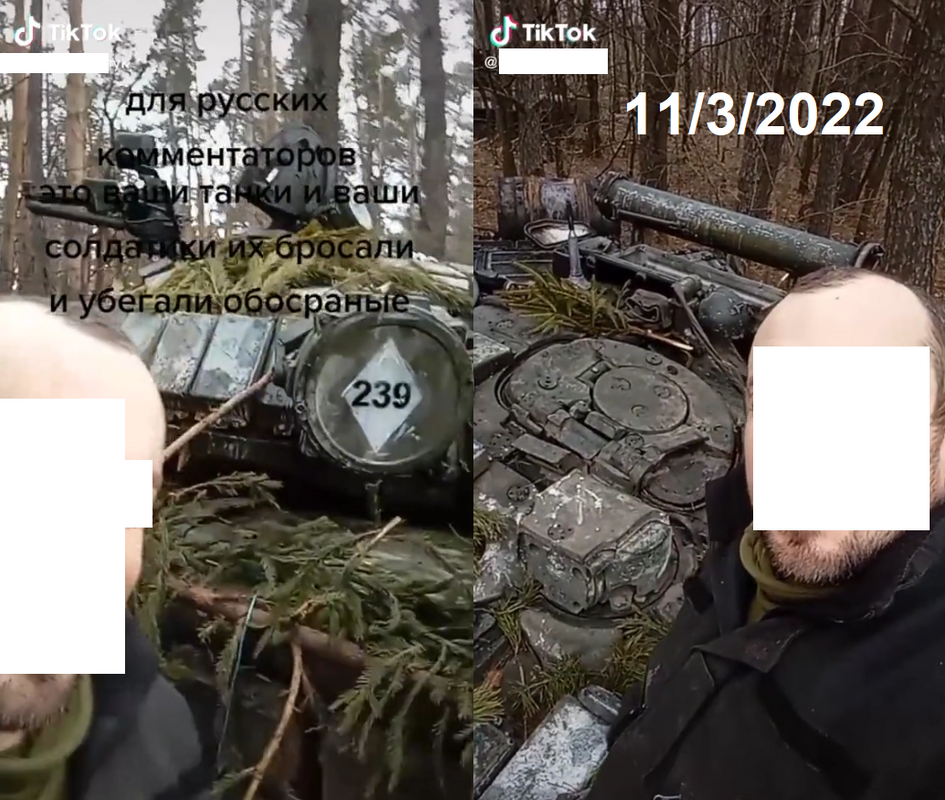 TikTok
для русских
комментаторов
это ваши танки и ваши
солдатики их бросали
и убегали обосраные
239
TikTok
@
11/3/2022